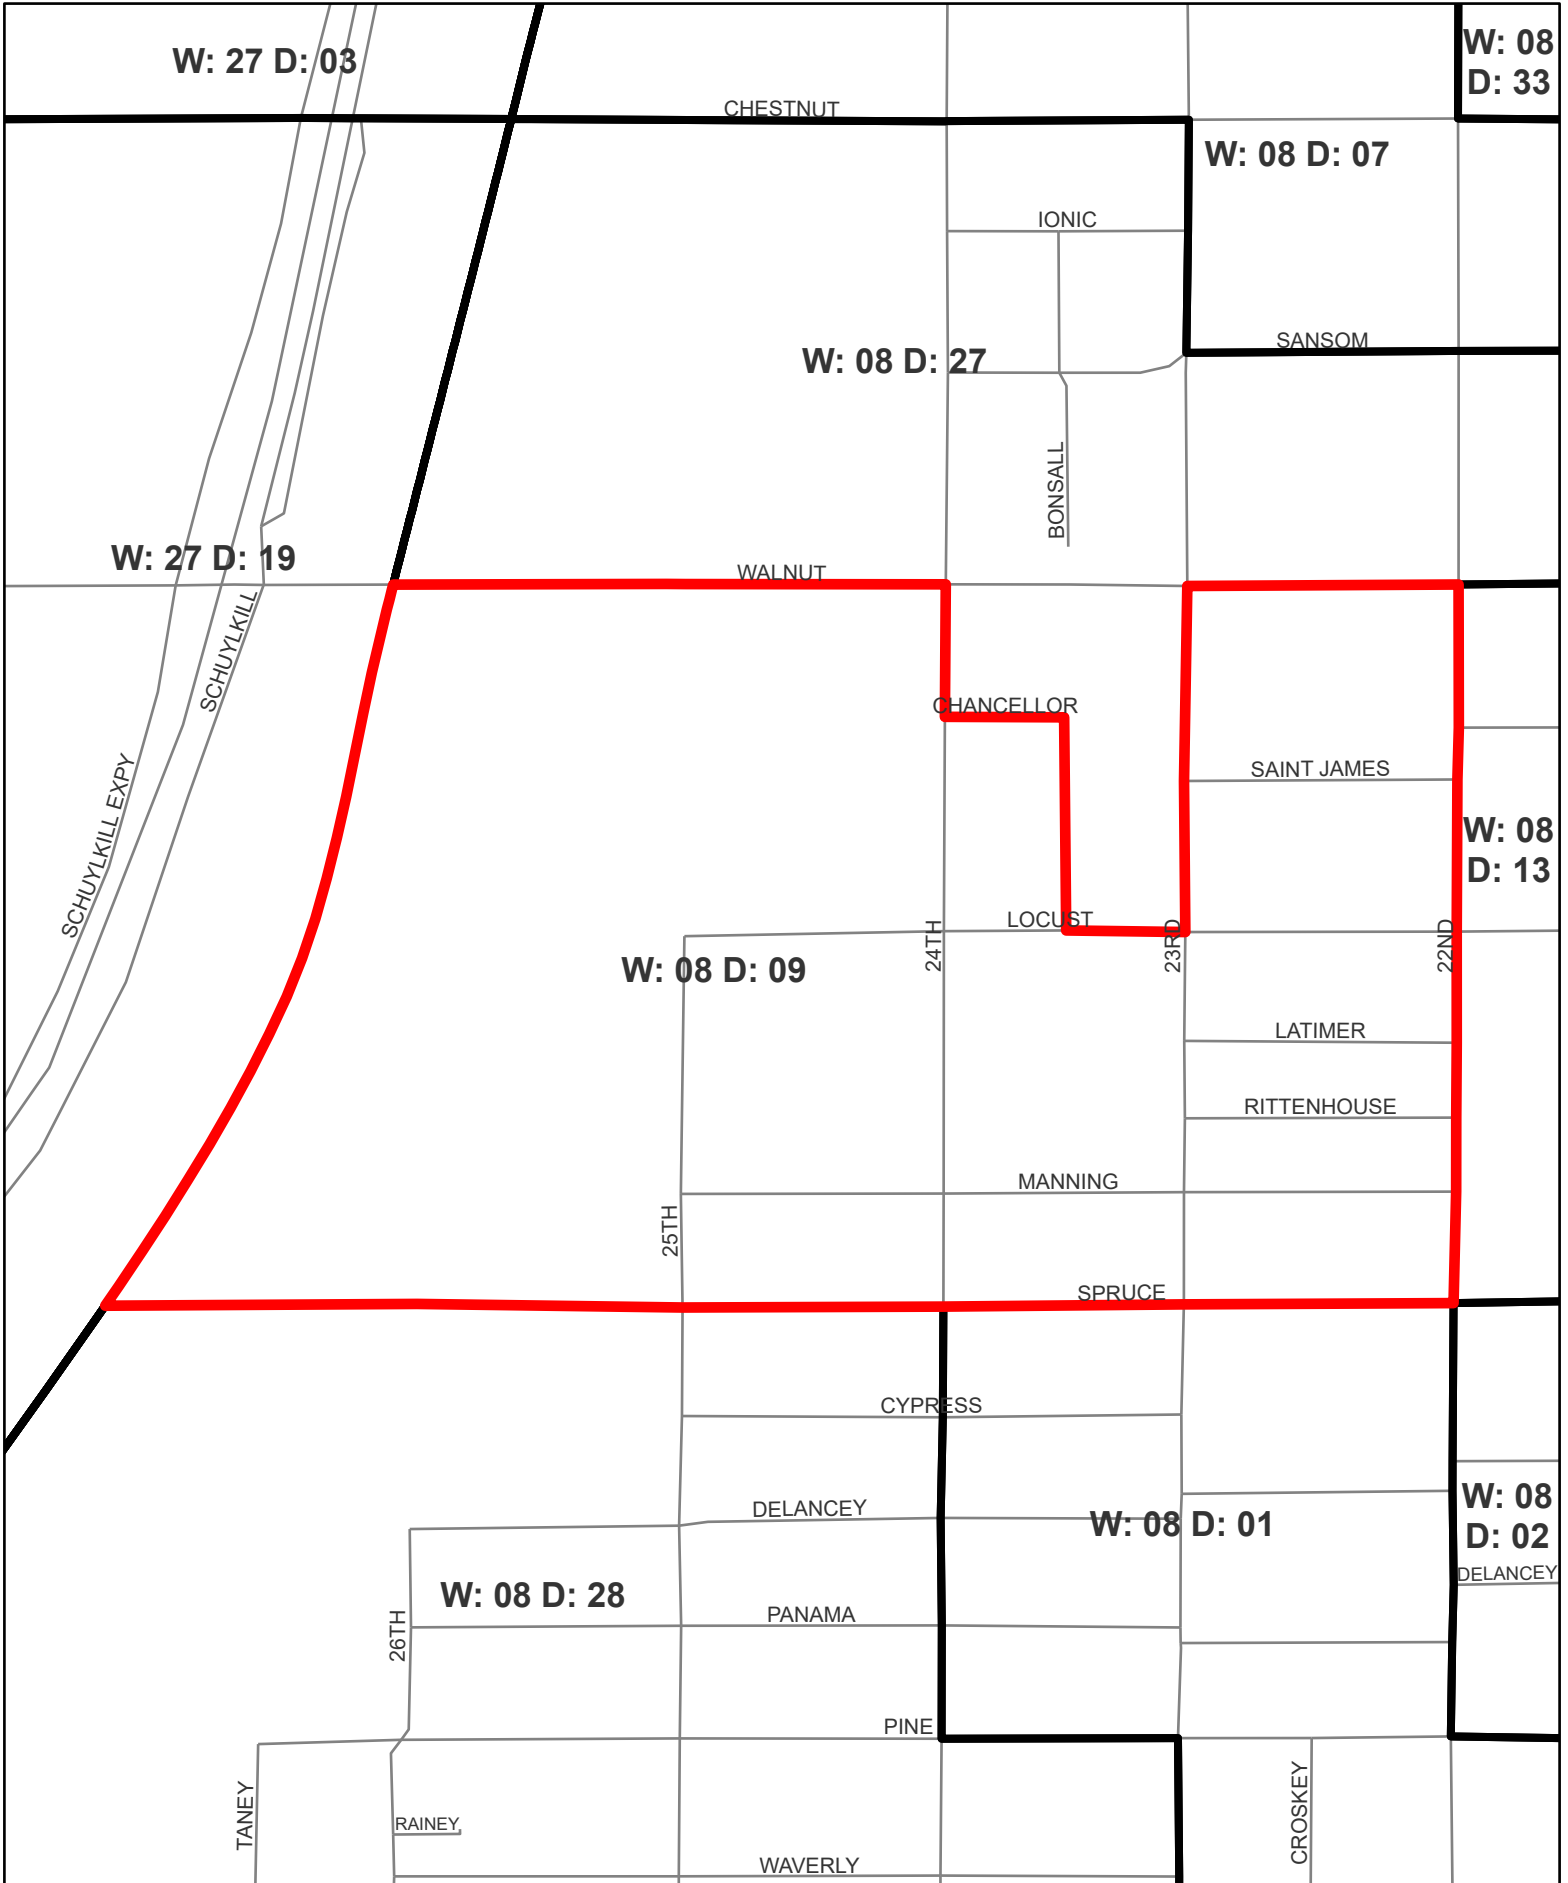 W: 27 D: 03
W: 08
D: 33
CHESTNUT
W: 08 D: 07
IONIC
SANSOM
W: 08 D: 27
BONSALL
W: 27 D: 19
WALNUT
SCHUYLKILL
CHANCELLOR
SAINT JAMES
SCHUYLKILL EXPY
W: 08
D: 13
LOCUST
24TH
23RD
22ND
W: 08 D: 09
LATIMER
RITTENHOUSE
MANNING
25TH
SPRUCE
CYPRESS
DELANCEY
W: 08 D: 01
W: 08
D: 02
DELANCEY
W: 08 D: 28
PANAMA
26TH
PINE
TANEY
RAINEY
CROSKEY
WAVERLY